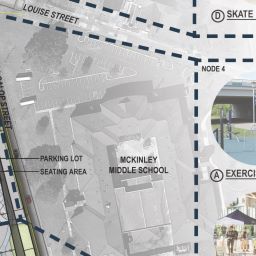 LOUISE STREET
D SKATE
NODE 4
PARKING LOT
SEATING AREA
MCKINLEY
MIDDLE SCHOOL
A EXERCI